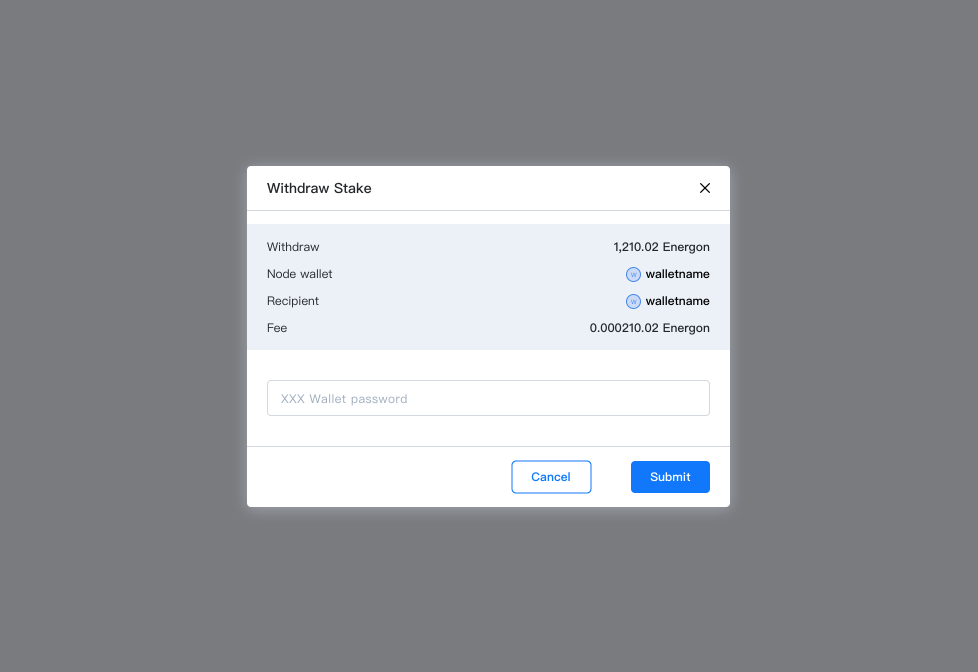 Withdraw Stake
Withdraw 1,210.02 Energon
Node wallet W walletname
Recipient W walletname
Fee 0.000210.02 Energon
XXX Wallet password
Cancel Submit